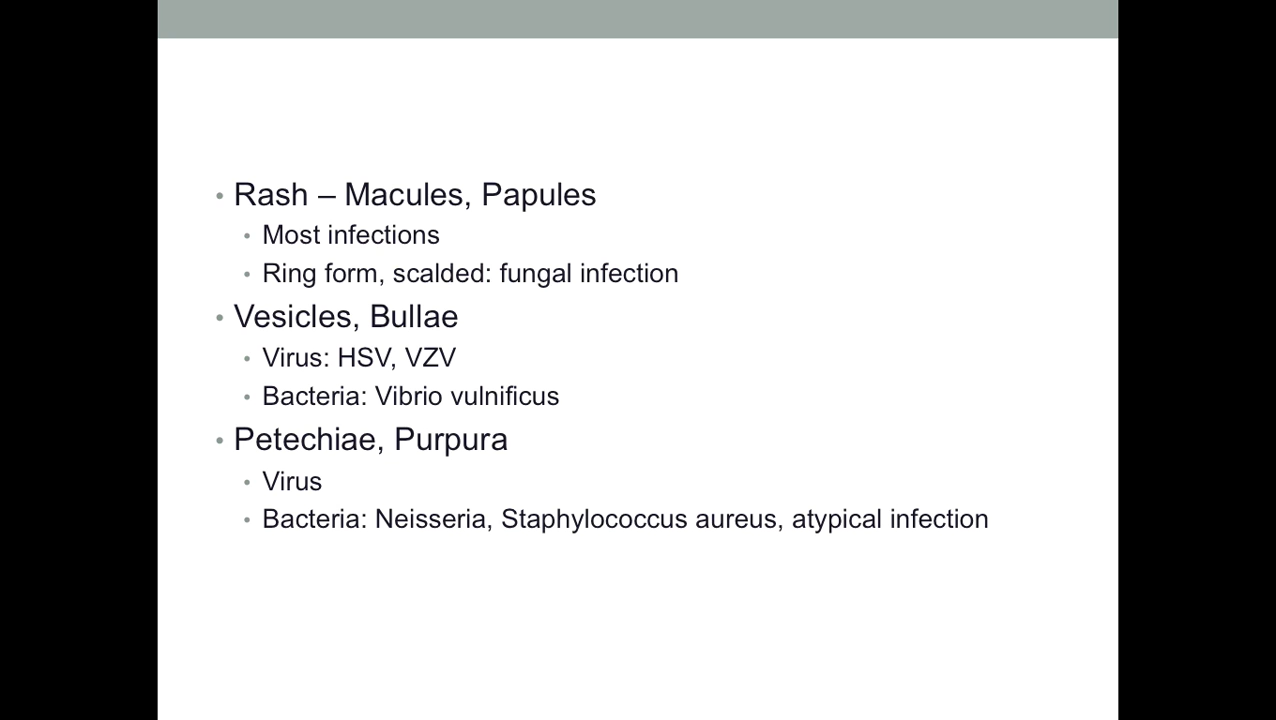 • Rash – Macules, Papules
• Most infections
• Ring form, scalded: fungal infection
• Vesicles, Bullae
• Virus: HSV, VZV
• Bacteria: Vibrio vulnificus
• Petechiae, Purpura
• Virus
• Bacteria: Neisseria, Staphylococcus aureus, atypical infection